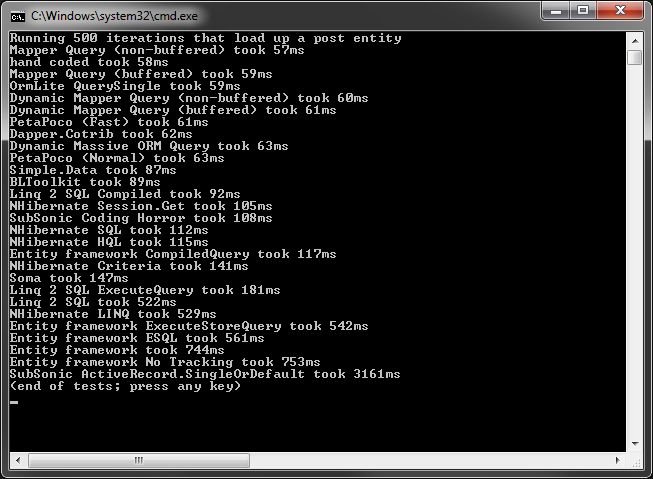 C:\Windows\system32\cmd.exe
Running 500 iterations that load up a post entity
Mapper Query (non-buffered) took 57ms
hand coded took 58ms
Mapper Query (buffered) took 59ms
OrmLite QuerySingle took 59ms
Dynamic Mapper Query (non-buffered) took 60ms
Dynamic Mapper Query (buffered) took 61ms
PetaPoco (Fast) took 61ms
Dapper.Cotrib took 62ms
Dynamic Massive ORM Query took 63ms
PetaPoco (Normal) took 63ms
Simple.Data took 87ms
BLToolkit took 89ms
Linq 2 SQL Compiled took 92ms
NHibernate Session.Get took 105ms
SubSonic Coding Horror took 108ms
NHibernate SQL took 112ms
NHibernate HQL took 115ms
Entity framework CompiledQuery took 117ms
NHibernate Criteria took 141ms
Soma took 147ms
Linq 2 SQL ExecuteQuery took 181ms
Linq 2 SQL took 522ms
NHibernate LINQ took 529ms
Entity framework ExecuteStoreQuery took 542ms
Entity framework ESQL took 561ms
Entity framework took 744ms
Entity framework No Tracking took 753ms
SubSonic ActiveRecord.SingleOrDefault took 3161ms
(end of tests; press any key)